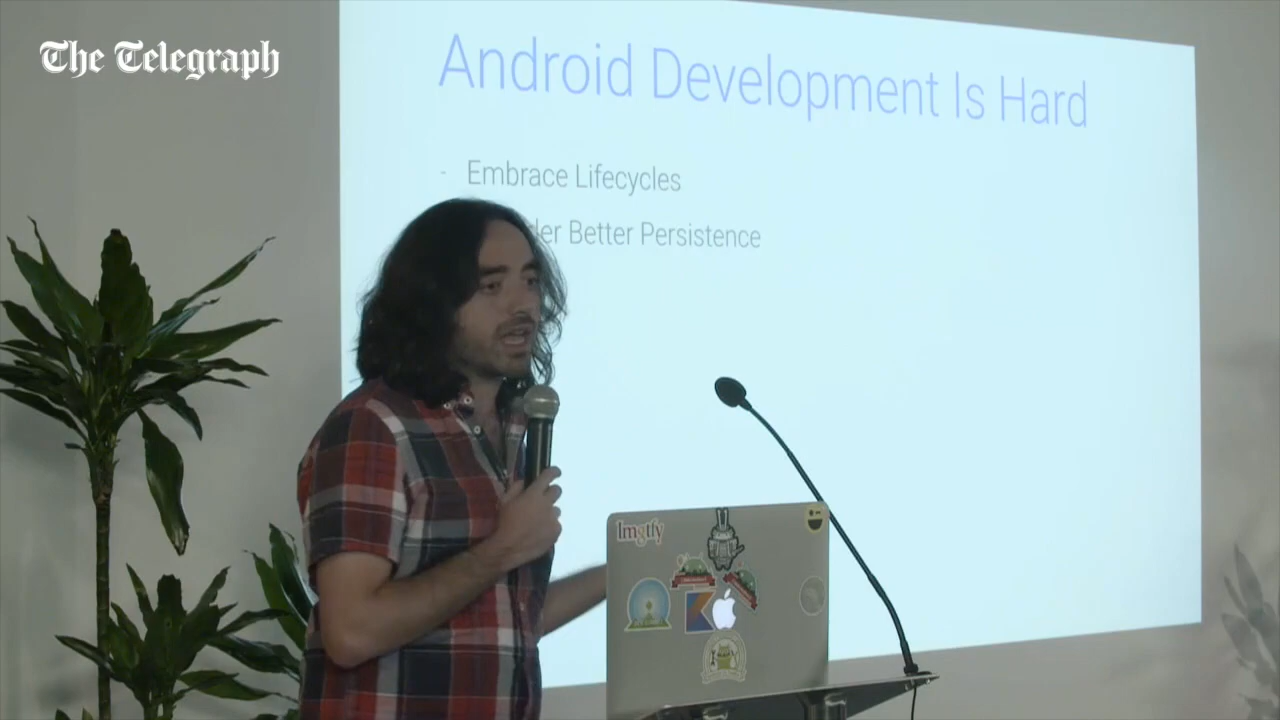 The Telegraph
Android Development Is Hard
- Embrace Lifecycles
Better Persistence
lmgtfy